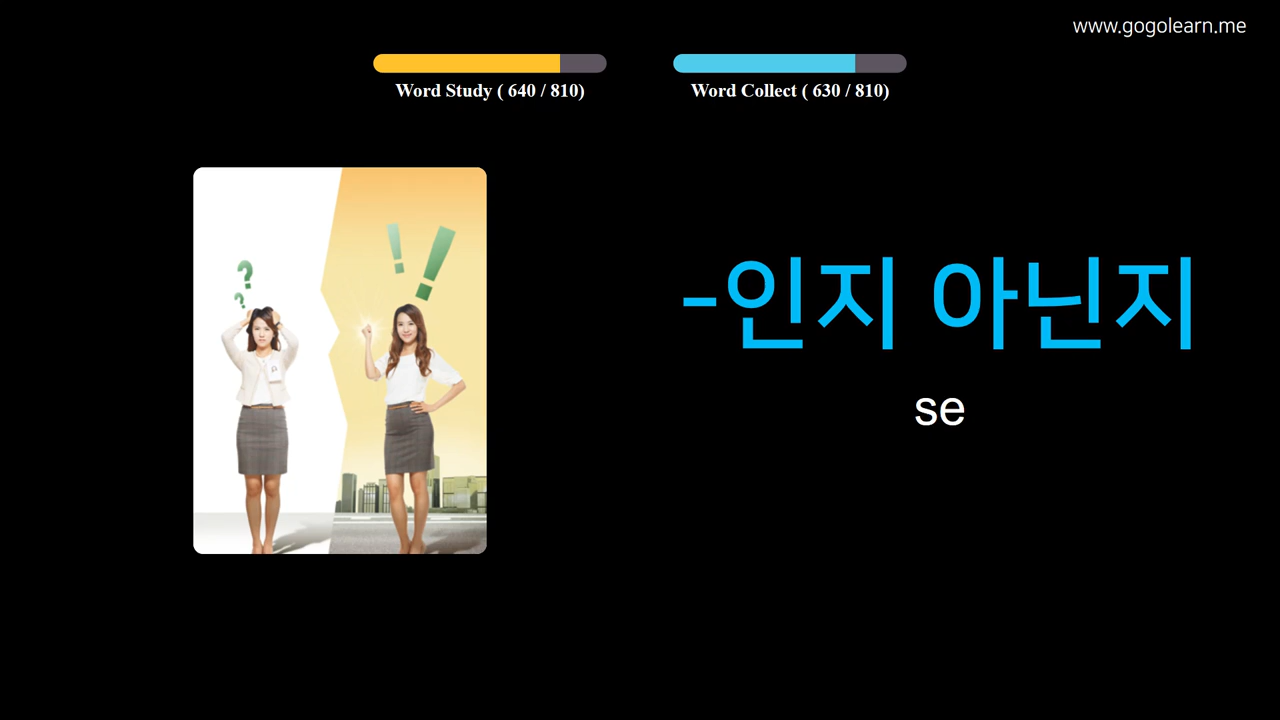 www.gogolearn.me
Word Study ( 640 / 810)
Word Collect ( 630 / 810)
? ?
! !
-인지 아닌지
se